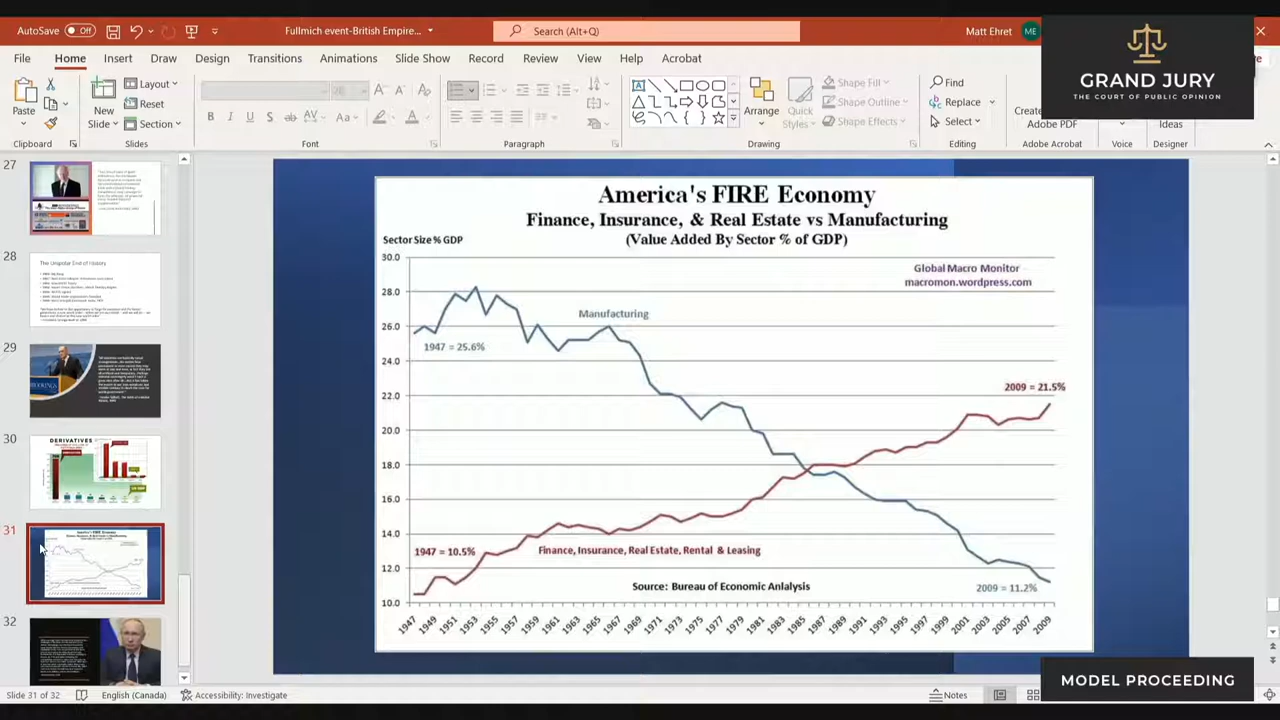 AutoSave Off
Fullmich event-British Empire...
Search (Alt+Q)
Matt Ehret
ME
GRAND JURY
THE COURT OF PUBLIC OPINION
File Home Insert Draw Design Transitions Animations Slide Show Record Review View Help Acrobat
Paste
New
Slide
Layout
Reset
Section
Arrange
Quick
Styles
Shape Fill
Shape Outline
Shape Effects
Find
Replace
Select
Adobe PDF
Ideas
Clipboard Slides Font Paragraph Drawing Editing Adobe Acrobat Voice Designer
27
28
The Unipolar End of History
29
30
DERIVATIVES
31
32
America's FIRE Economy
Finance, Insurance, & Real Estate vs Manufacturing
(Value Added By Sector % of GDP)
Sector Size % GDP
Global Macro Monitor
macromon.wordpress.com
30.0
28.0
26.0
24.0
22.0
20.0
18.0
16.0
14.0
12.0
10.0
Manufacturing
1947 = 25.6%
2009 = 21.5%
1947 = 10.5%
Finance, Insurance, Real Estate, Rental & Leasing
Source: Bureau of Economic Anlalysis
2009 = 11.2%
1947 1949 1951 1953 1955 1957 1959 1961 1963 1965 1967 1969 1971 1973 1975 1977 1979 1981 1983 1985 1987 1989 1991 1993 1995 1997 1999 2001 2003 2005 2007 2009
Slide 31 of 32
English (Canada)
Accessibility: Investigate
Notes
MODEL PROCEEDING